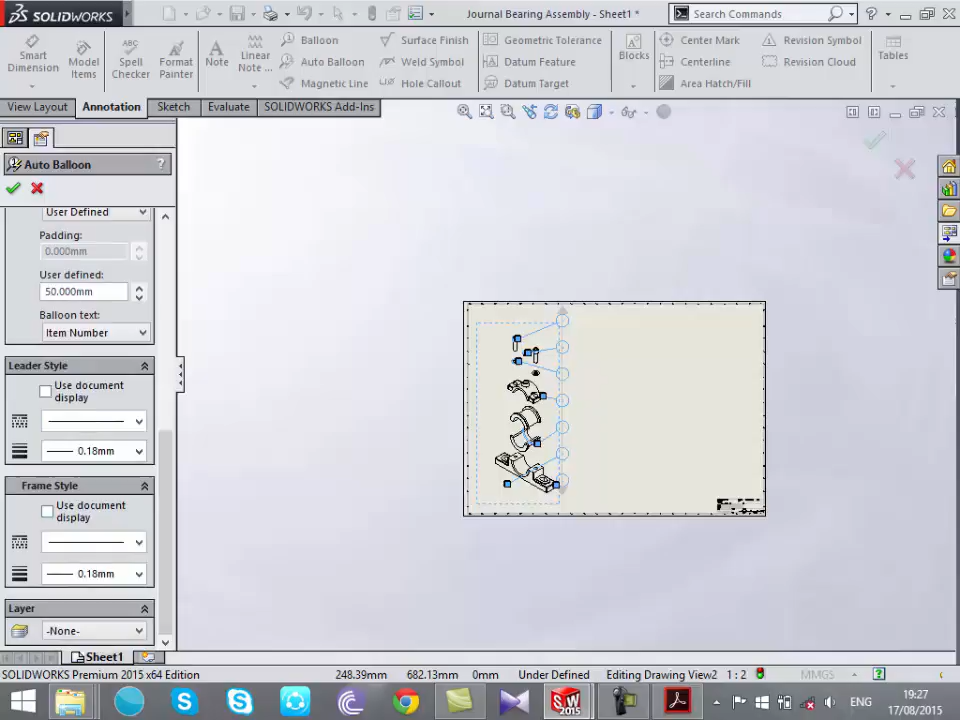 SOLIDWORKS
Journal Bearing Assembly - Sheet1 *
Search Commands
Smart Dimension
Model Items
Spell Checker
Format Painter
Note
Linear Note ...
Balloon
Auto Balloon
Magnetic Line
Surface Finish
Weld Symbol
Hole Callout
Geometric Tolerance
Datum Feature
Datum Target
Blocks
Center Mark
Centerline
Area Hatch/Fill
Revision Symbol
Revision Cloud
Tables
View Layout
Annotation
Sketch
Evaluate
SOLIDWORKS Add-Ins
Auto Balloon
?
User Defined
Padding:
0.000mm
User defined:
50.000mm
Balloon text:
Item Number
Leader Style
Use document display
0.18mm
Frame Style
Use document display
0.18mm
Layer
-None-
Sheet1
SOLIDWORKS Premium 2015 x64 Edition
248.39mm
682.13mm
0mm
Under Defined
Editing Drawing View2
1 : 2
MMGS
ENG
19:27
17/08/2015